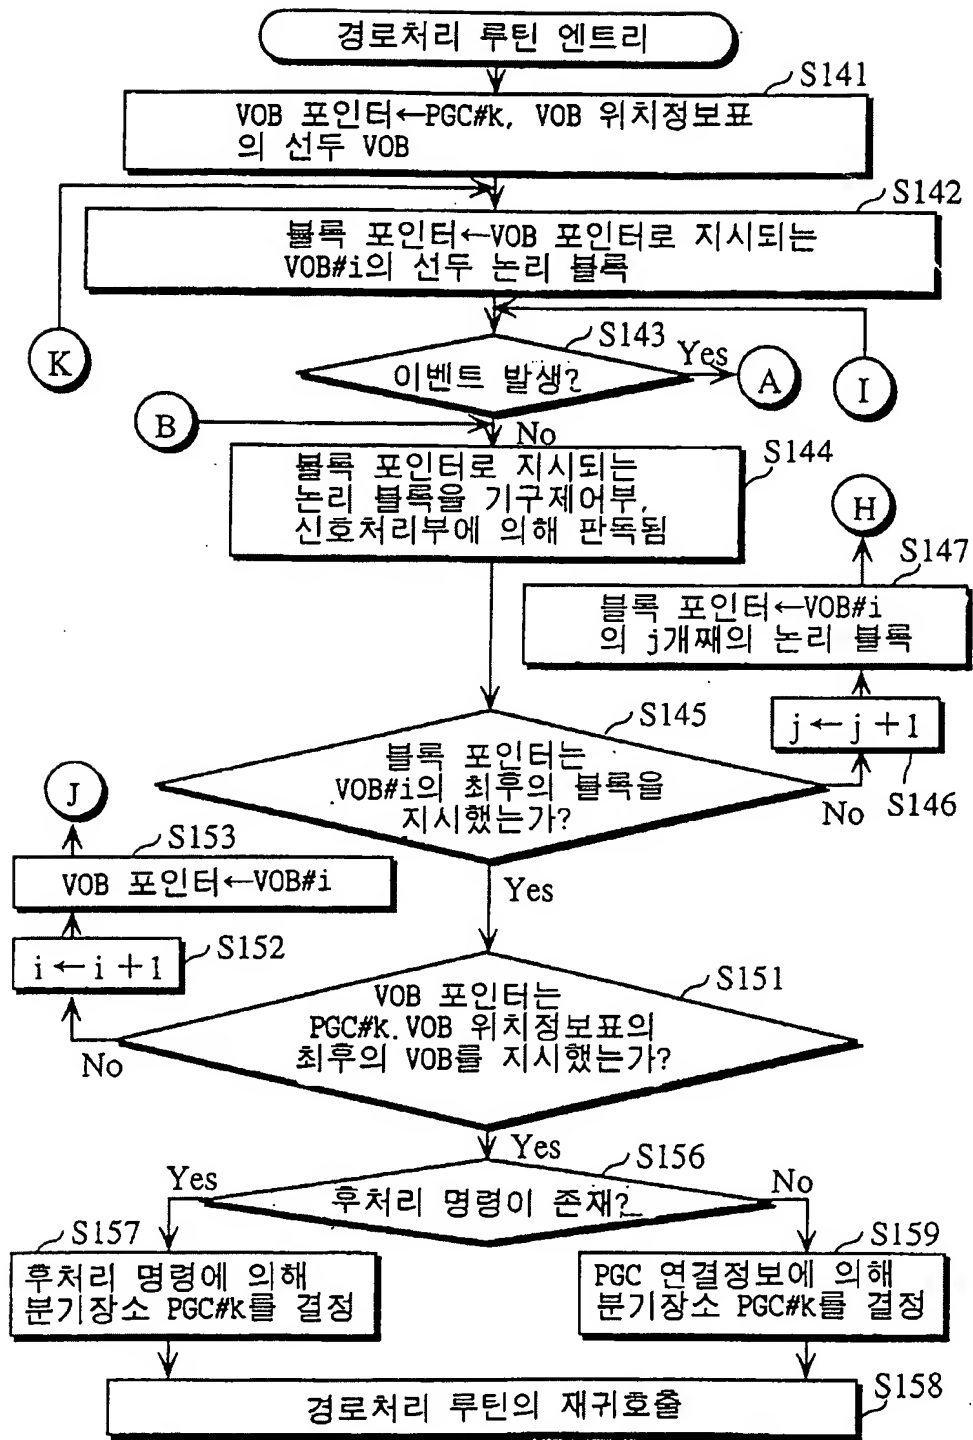 경로처리 루틴 엔트리
S141
VOB 포인터←PGC#k, VOB 위치정보표
의 선두 VOB
S142
블록 포인터←VOB 포인터로 지시되는
VOB#i의 선두 논리 블록
K
S143
이벤트 발생?
Yes
A
I
B
No
S144
블록 포인터로 지시되는
논리 블록을 기구제어부,
신호처리부에 의해 판독됨
H
S147
블록 포인터←VOB#i
의 j개째의 논리 블록
S145
블록 포인터는
VOB#i의 최후의 블록을
지시했는가?
j←j+1
No
S146
J
S153
VOB 포인터←VOB#i
Yes
i←i+1
S152
S151
VOB 포인터는
PGC#k.VOB 위치정보표의
최후의 VOB를 지시했는가?
No
Yes
S156
후처리 명령이 존재?
Yes
No
S157
후처리 명령에 의해
분기장소 PGC#k를 결정
S159
PGC 연결정보에 의해
분기장소 PGC#k를 결정
S158
경로처리 루틴의 재귀호출